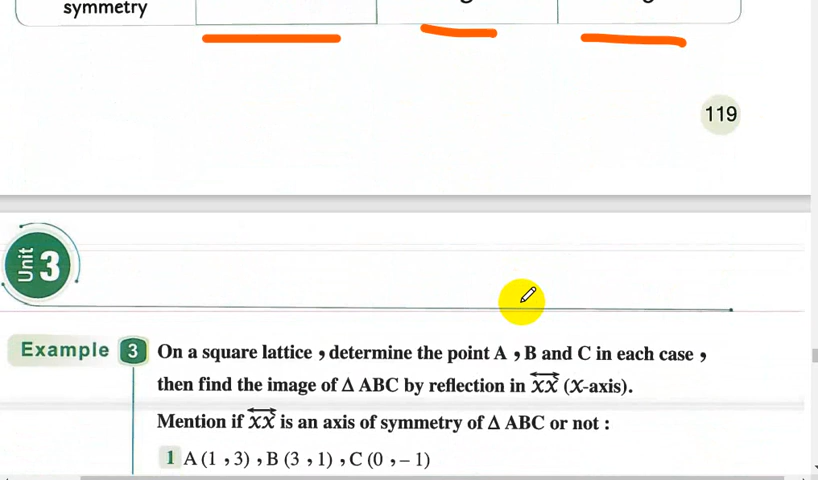 symmetry
119
Unit 3
Example 3 On a square lattice , determine the point A , B and C in each case ,
then find the image of Δ ABC by reflection in xx̄ (X-axis).
Mention if xx̄ is an axis of symmetry of Δ ABC or not :
1 A (1 , 3) , B (3 , 1) , C (0 , – 1)